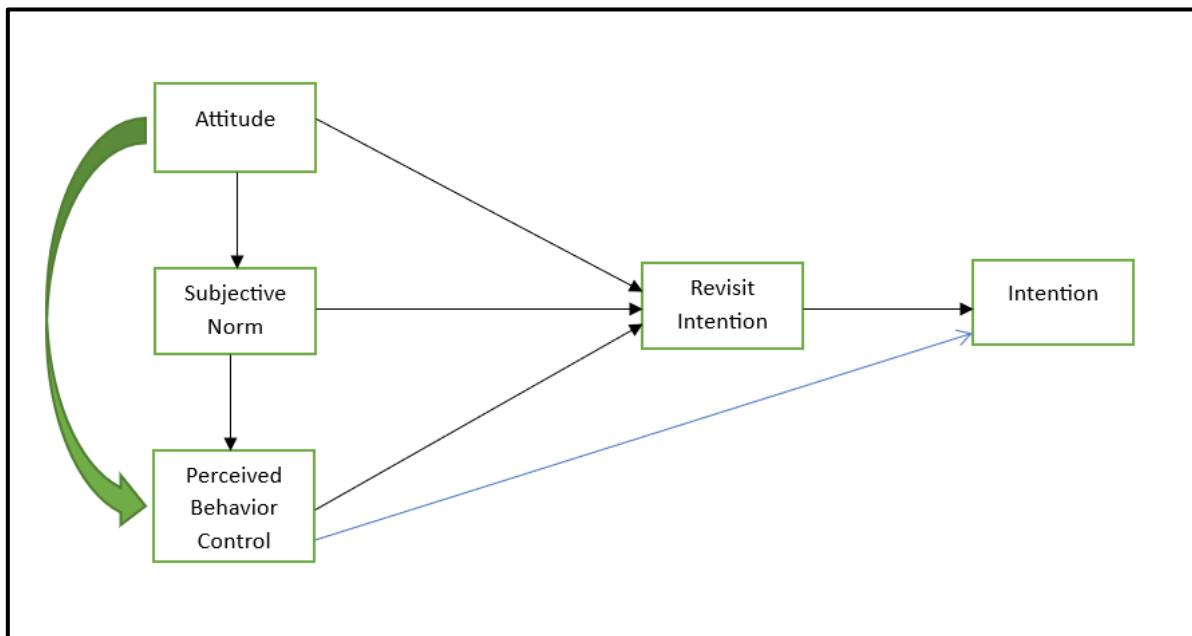 Attitude
Subjective
Norm
Revisit
Intention
Intention
Perceived
Behavior
Control